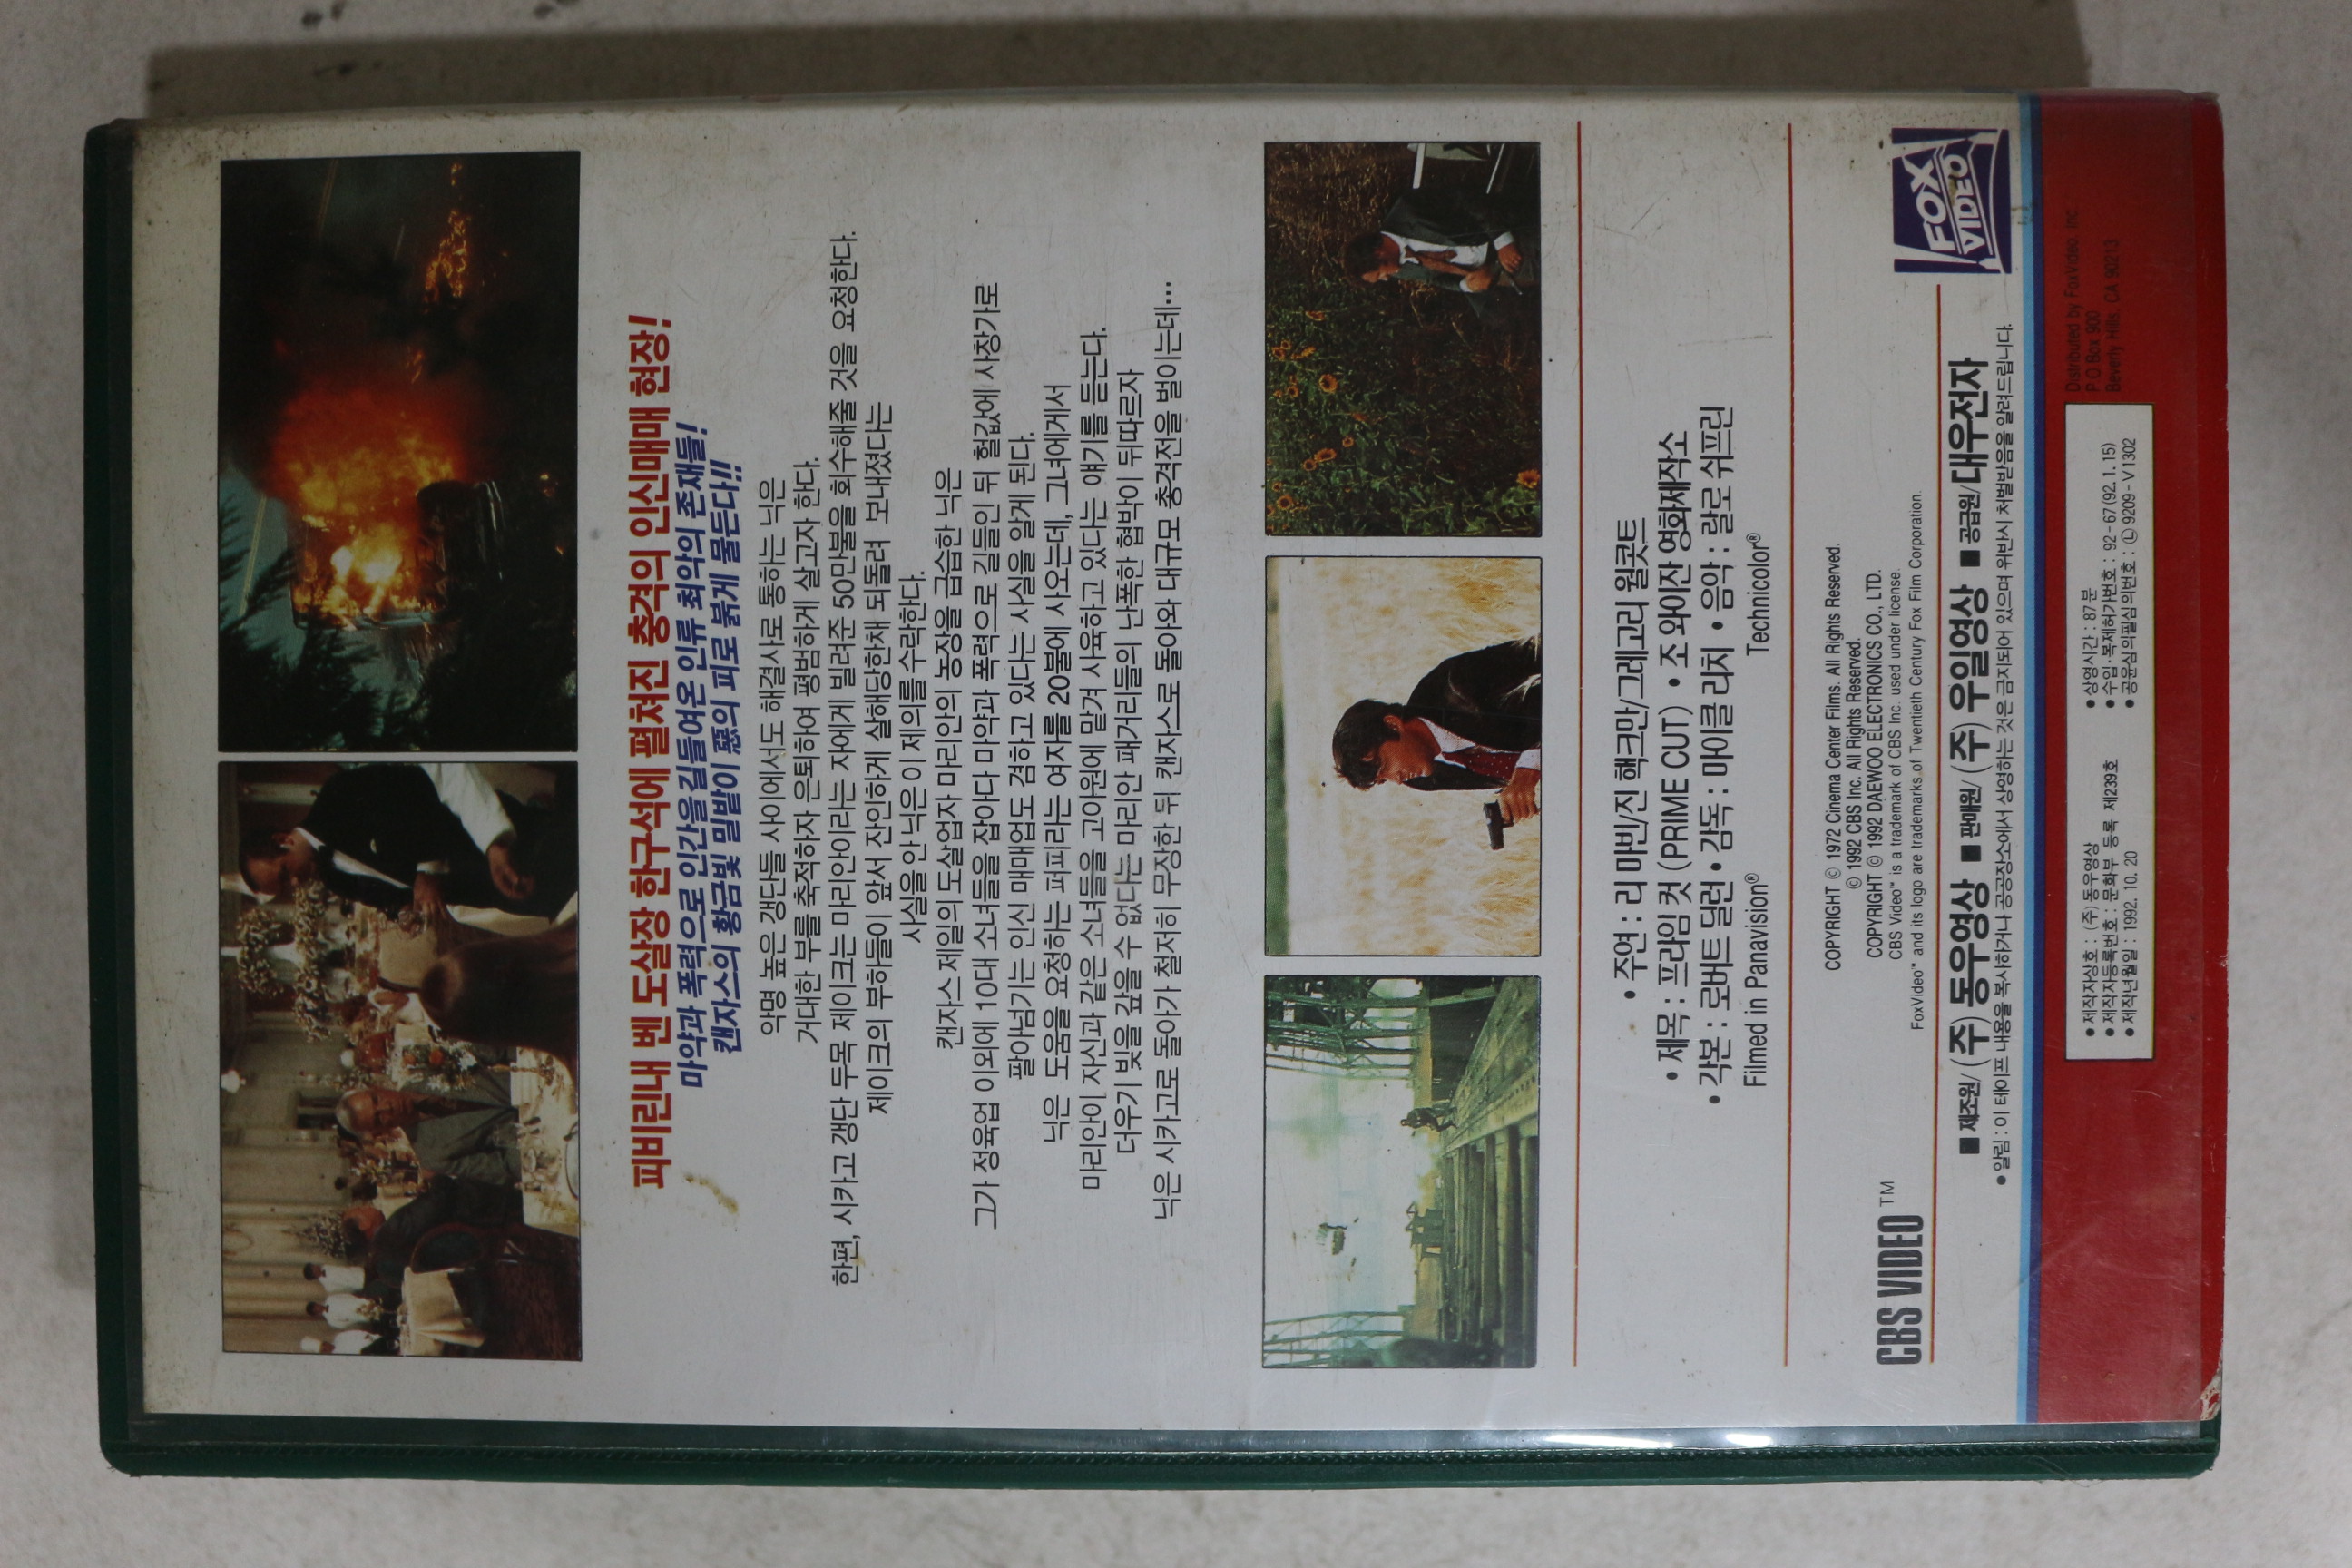 피비린내 벤 도살장 한구석에 펼쳐진 충격의 인신매매 현장!
마약과 폭력으로 인간을 길들여온 인류 최악의 존재들!
캔자스의 황금빛 밀밭이 惡의 피로 붉게 물든다!!
악명 높은 갱단들 사이에서도 해결사로 통하는 닉은
거대한 부를 축적하자 은퇴하여 평범하게 살고자 한다.
한편, 시카고 갱단 두목 제이크는 마리안이라는 자에게 빌려준 50만불을 회수해줄 것을 요청한다.
제이크의 부하들이 앞서 잔인하게 살해당한채 되돌려 보내졌다는
사실을 안 닉은 이 제의를 수락한다.
캔자스 제일의 도살업자 마리안의 농장을 급습한 닉은
그가 정육업 이외에 10대 소녀들을 잡아다 마약과 폭력으로 길들인 뒤 헐값에 사창가로
팔아넘기는 인신 매매업도 겸하고 있다는 사실을 알게 된다.
닉은 도움을 요청하는 퍼피라는 여자를 20불에 사오는데, 그녀에게서
마리안이 자신과 같은 소녀들을 고아원에 맡겨 사육하고 있다는 얘기를 듣는다.
더우기 빚을 갚을 수 없다는 마리안 패거리들의 난폭한 협박이 뒤따르자
닉은 시카고로 돌아가 철저히 무장한 뒤 캔자스로 돌아와 대규모 총격전을 벌이는데…
• 주연 : 리 마빈/진 핵크만/그레고리 월콧트
• 제목 : 프라임 컷 (PRIME CUT) • 조 와이잔 영화제작소
• 각본 : 로버트 딜런 • 감독 : 마이클 리치 • 음악 : 랄로 쉬프린
Filmed in Panavision® Technicolor®
COPYRIGHT © 1972 Cinema Center Films. All Rights Reserved.
© 1992 CBS Inc. All Rights Reserved.
COPYRIGHT © 1992 DAEWOO ELECTRONICS CO., LTD.
CBS Video™ is a trademark of CBS Inc. used under license.
FoxVideo™ and its logo are trademarks of Twentieth Century Fox Film Corporation.
CBS VIDEO™
FOX VIDEO
■ 제조원/(주)동우영상 ■ 판매원/(주)우일영상 ■ 공급원/대우전자
• 알림 : 이 테이프 내용을 복사하거나 공공장소에서 상영하는 것은 금지되어 있으며 위반시 처벌받음을 알려드립니다.
● 제작자상호 : (주)동우영상
● 제작자등록번호 : 문화부 등록 제239호
● 제작년월일 : 1992. 10. 20
● 상영시간 : 87분
● 수입·복제허가번호 : 92-67(92. 1. 15)
● 공윤심의필심의번호 : Ⓛ 9209-V1302
Distributed by FoxVideo, Inc.
P O Box 900
Beverly Hills, CA 90213